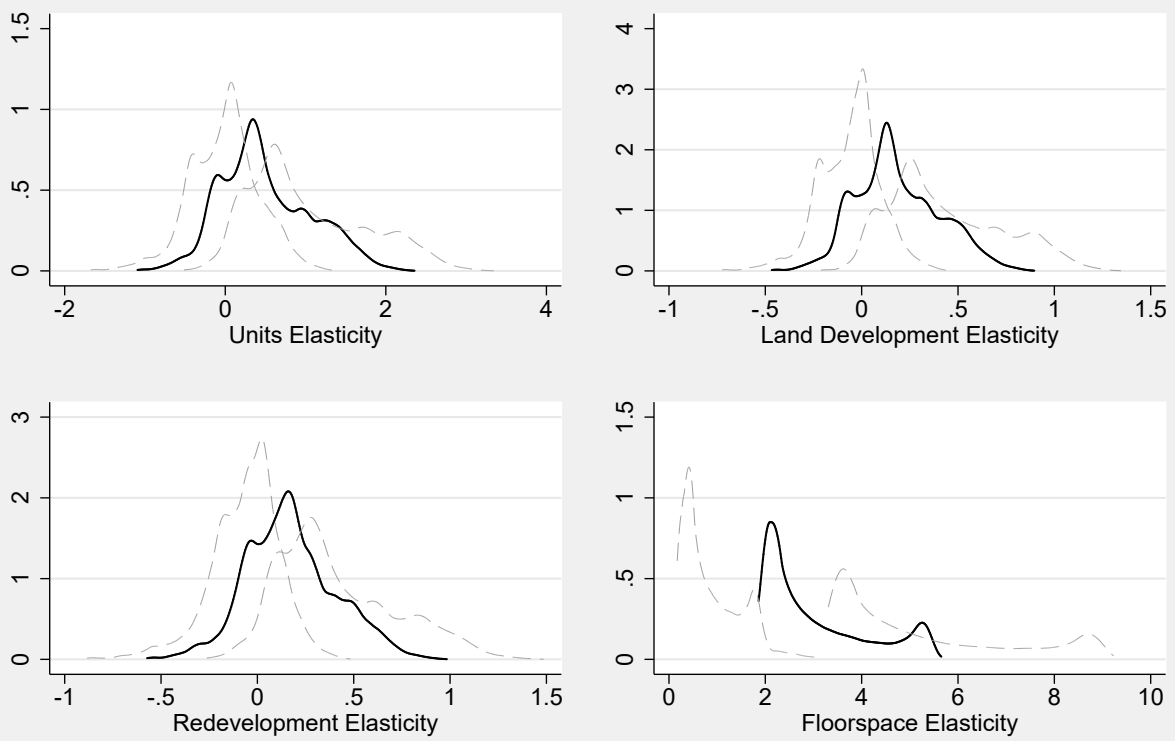 1.5
1
.5
0
-2 0 2 4
Units Elasticity
4
3
2
1
0
-1 -.5 0 .5 1 1.5
Land Development Elasticity
3
2
1
0
-1 -.5 0 .5 1 1.5
Redevelopment Elasticity
1.5
1
.5
0
0 2 4 6 8 10
Floorspace Elasticity